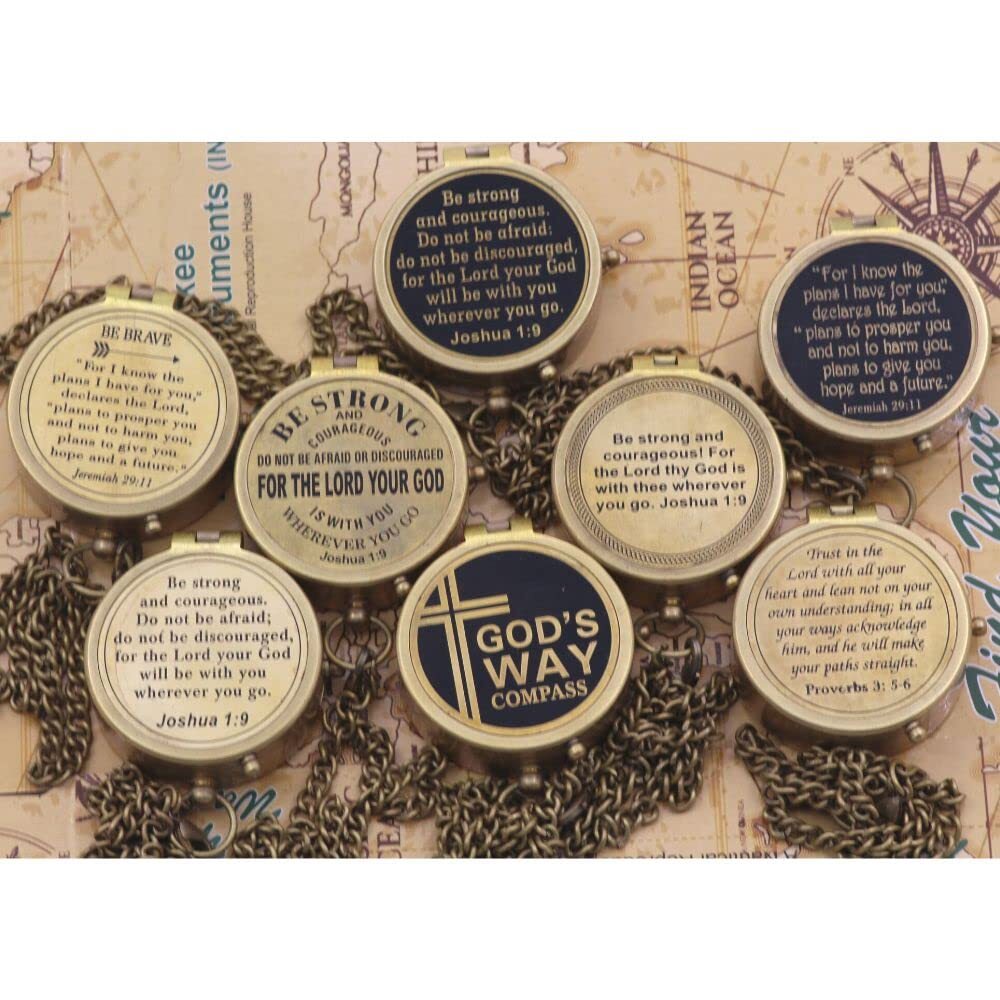 Be strong
and courageous.
Do not be afraid;
do not be discouraged,
for the Lord your God
will be with you
wherever you go.
Joshua 1:9
"For I know the
plans I have for you,"
declares the Lord,
"plans to prosper you
and not to harm you,
plans to give you
hope and a future."
Jeremiah 29:11
BE BRAVE
"For I know the
plans I have for you,"
declares the Lord,
"plans to prosper you
and not to harm you,
plans to give you
hope and a future."
Jeremiah 29:11
BE STRONG
AND
COURAGEOUS
DO NOT BE AFRAID OR DISCOURAGED
FOR THE LORD YOUR GOD
IS WITH YOU
WHEREVER YOU GO
Joshua 1:9
Be strong and
courageous! For
the Lord thy God is
with thee wherever
you go. Joshua 1:9
Be strong
and courageous.
Do not be afraid;
do not be discouraged,
for the Lord your God
will be with you
wherever you go.
Joshua 1:9
GOD'S
WAY
COMPASS
Trust in the
Lord with all your
heart and lean not on your
own understanding; in all
your ways acknowledge
him, and he will make
your paths straight.
Proverbs 3: 5-6
INDIAN
OCEAN
NE
Reproduction House
(IN
Find Your